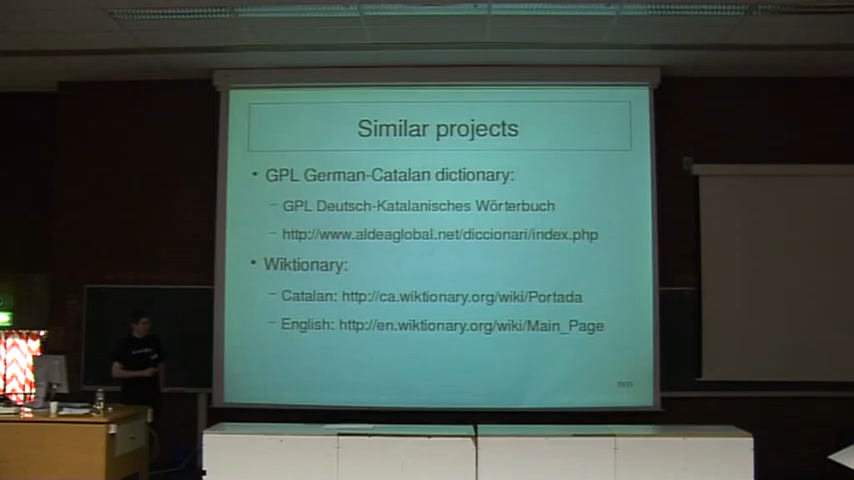 Similar projects
• GPL German-Catalan dictionary:
– GPL Deutsch-Katalanisches Wörterbuch
– http://www.aldeaglobal.net/diccionari/index.php
• Wiktionary:
– Catalan: http://ca.wiktionary.org/wiki/Portada
– English: http://en.wiktionary.org/wiki/Main_Page